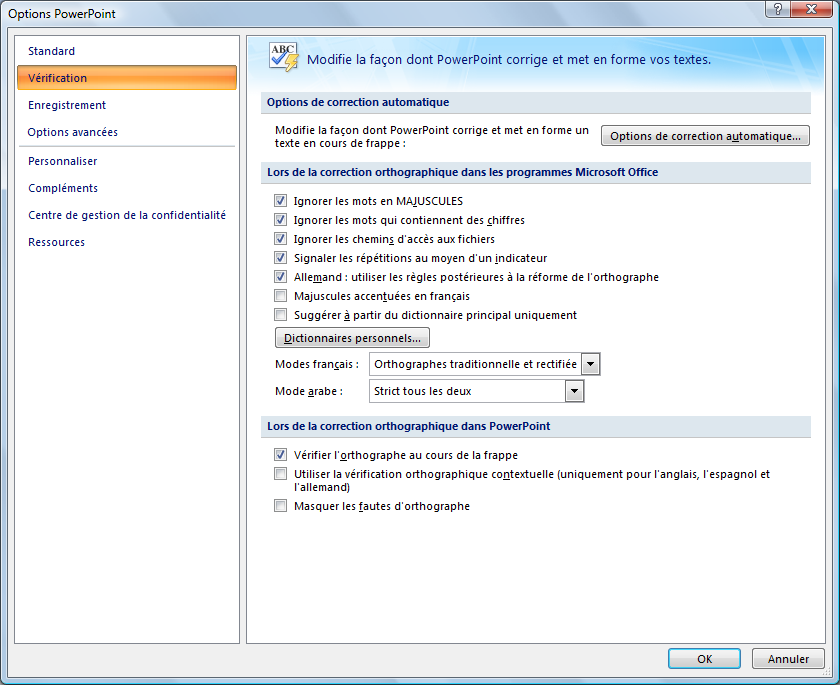 Options PowerPoint
Standard
Vérification
Enregistrement
Options avancées
Personnaliser
Compléments
Centre de gestion de la confidentialité
Ressources
ABC
Modifie la façon dont PowerPoint corrige et met en forme vos textes.
Options de correction automatique
Modifie la façon dont PowerPoint corrige et met en forme un
texte en cours de frappe :
Options de correction automatique...
Lors de la correction orthographique dans les programmes Microsoft Office
Ignorer les mots en MAJUSCULES
Ignorer les mots qui contiennent des chiffres
Ignorer les chemins d'accès aux fichiers
Signaler les répétitions au moyen d'un indicateur
Allemand : utiliser les règles postérieures à la réforme de l'orthographe
Majuscules accentuées en français
Suggérer à partir du dictionnaire principal uniquement
Dictionnaires personnels...
Modes français : Orthographes traditionnelle et rectifiée
Mode arabe : Strict tous les deux
Lors de la correction orthographique dans PowerPoint
Vérifier l'orthographe au cours de la frappe
Utiliser la vérification orthographique contextuelle (uniquement pour l'anglais, l'espagnol et
l'allemand)
Masquer les fautes d'orthographe
OK
Annuler